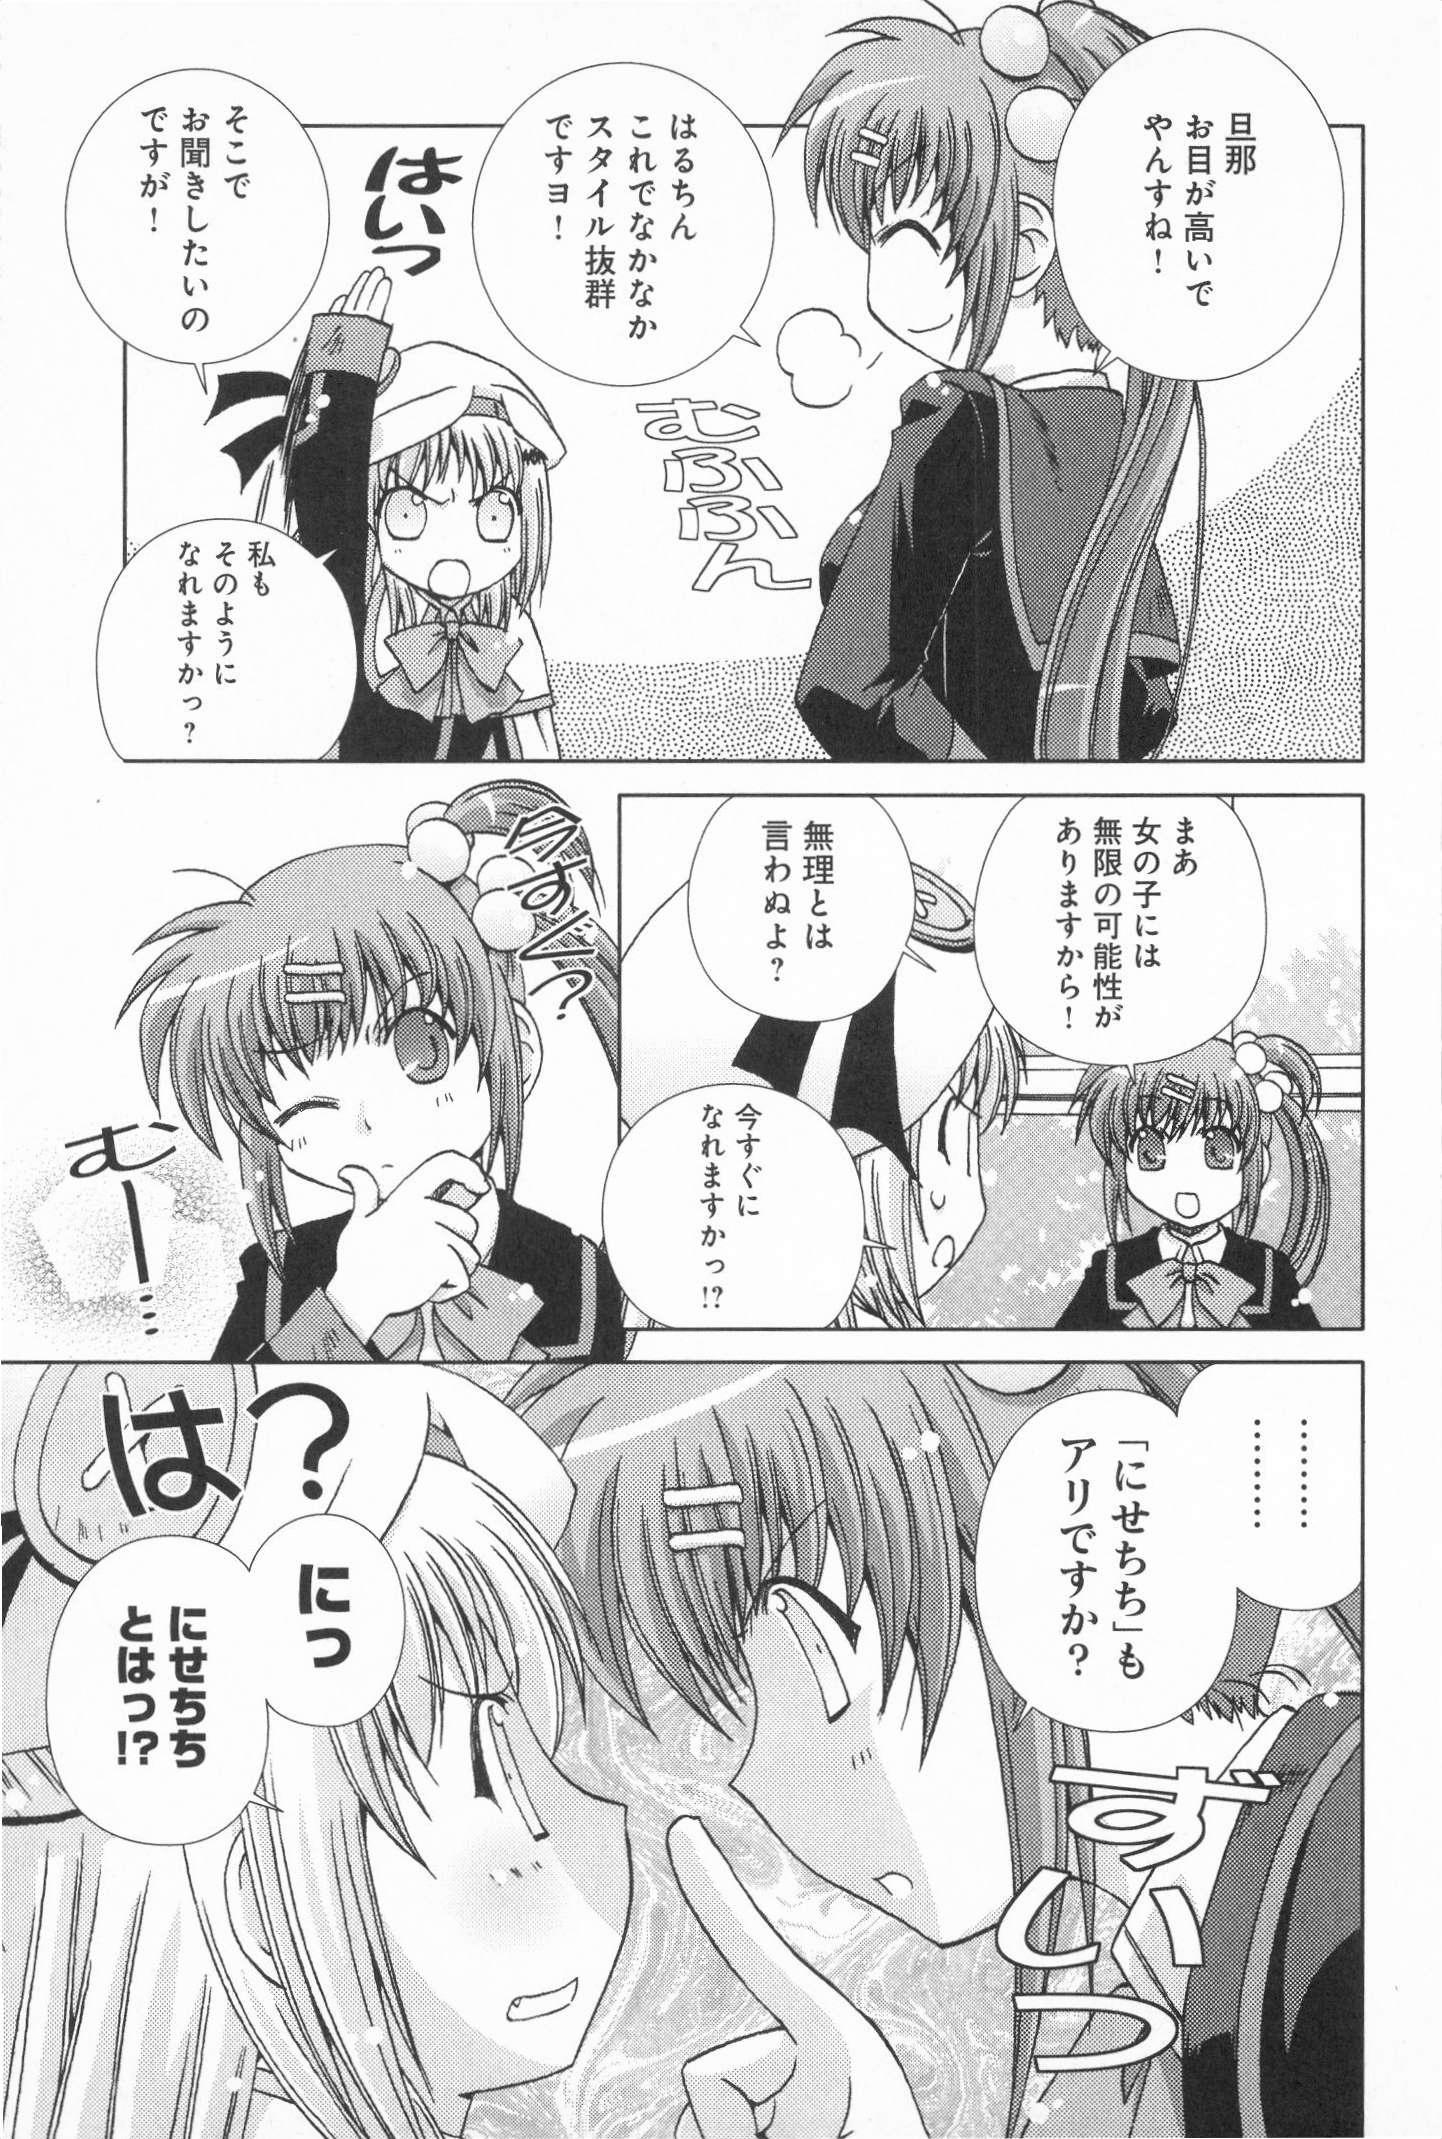 旦那
お目が高いで
やんすね！
はるちん
これでなかなか
スタイル抜群
ですヨ！
むふふん
はいっ
そこで
お聞きしたいの
ですが！
私も
そのように
なれますかっ？
まあ
女の子には
無限の可能性が
ありますから！
無理とは
言わぬよ？
今すぐに
なれますかっ!?
今すぐ？
むー…
………
………
「にせちち」も
アリですか？
ずいっ
は？
にっ
にせちち
とはっ!?